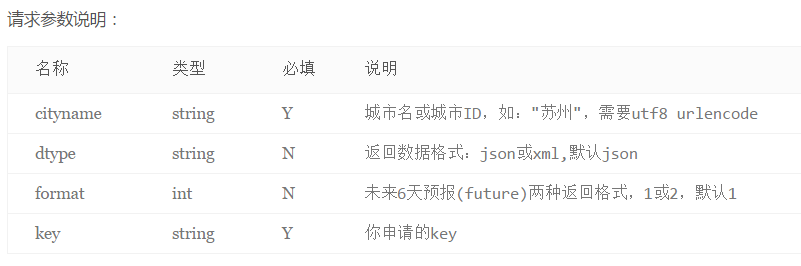 请求参数说明：
名称 类型 必填 说明
cityname string Y 城市名或城市ID，如："苏州"，需要utf8 urlencode
dtype string N 返回数据格式：json或xml,默认json
format int N 未来6天预报(future)两种返回格式，1或2，默认1
key string Y 你申请的key